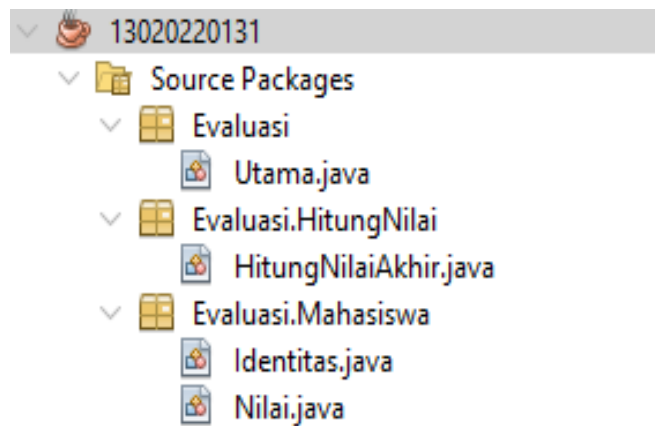 13020220131
Source Packages
Evaluasi
Utama.java
Evaluasi.HitungNilai
HitungNilaiAkhir.java
Evaluasi.Mahasiswa
Identitas.java
Nilai.java